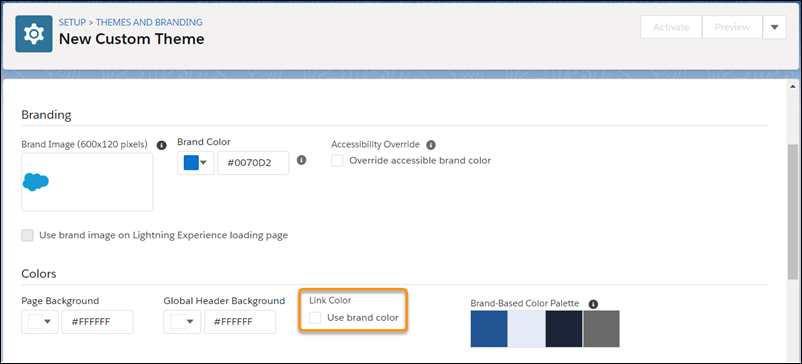 SETUP > THEMES AND BRANDING
New Custom Theme
Activate
Preview
Branding
Brand Image (600x120 pixels)
Brand Color
#0070D2
Accessibility Override
Override accessible brand color
Use brand image on Lightning Experience loading page
Colors
Page Background
#FFFFFF
Global Header Background
#FFFFFF
Link Color
Use brand color
Brand-Based Color Palette